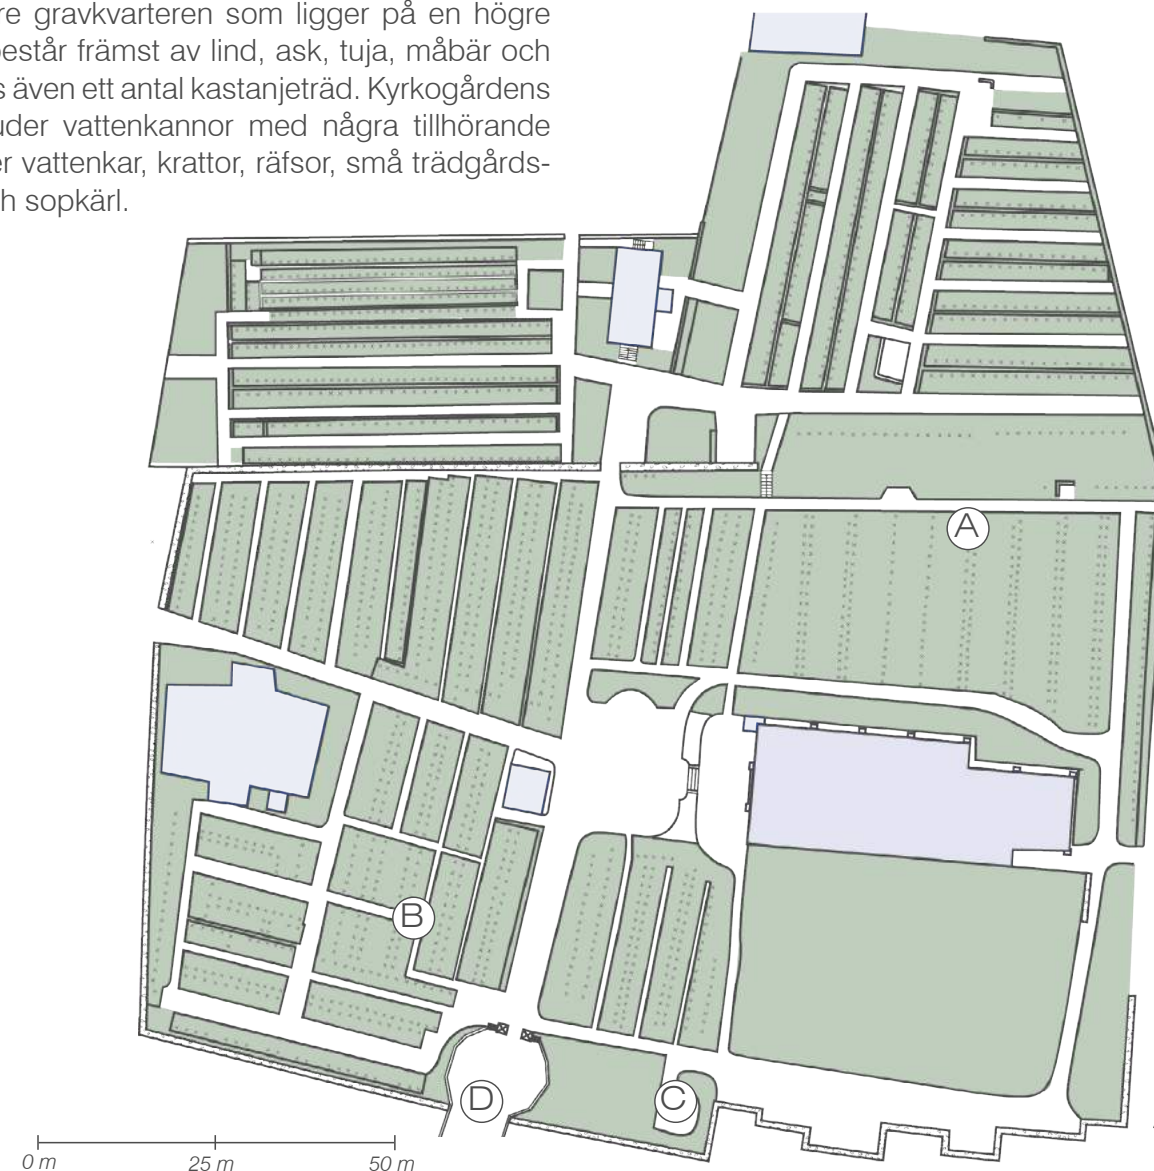 re gravkvarteren som ligger på en högre
består främst av lind, ask, tuja, måbär och
s även ett antal kastanjeträd. Kyrkogårdens
uder vattenkannor med några tillhörande
er vattenkar, krattor, räfsor, små trädgårds-
h sopkärl.
A
B
D
C
0 m
25 m
50 m